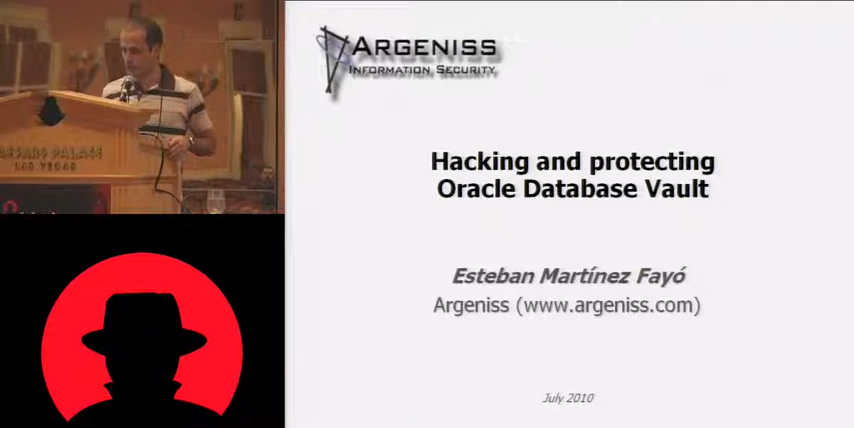 ARGENISS
INFORMATION SECURITY
Hacking and protecting
Oracle Database Vault
Esteban Martínez Fayó
Argeniss (www.argeniss.com)
July 2010
CAESARS PALACE
LAS VEGAS